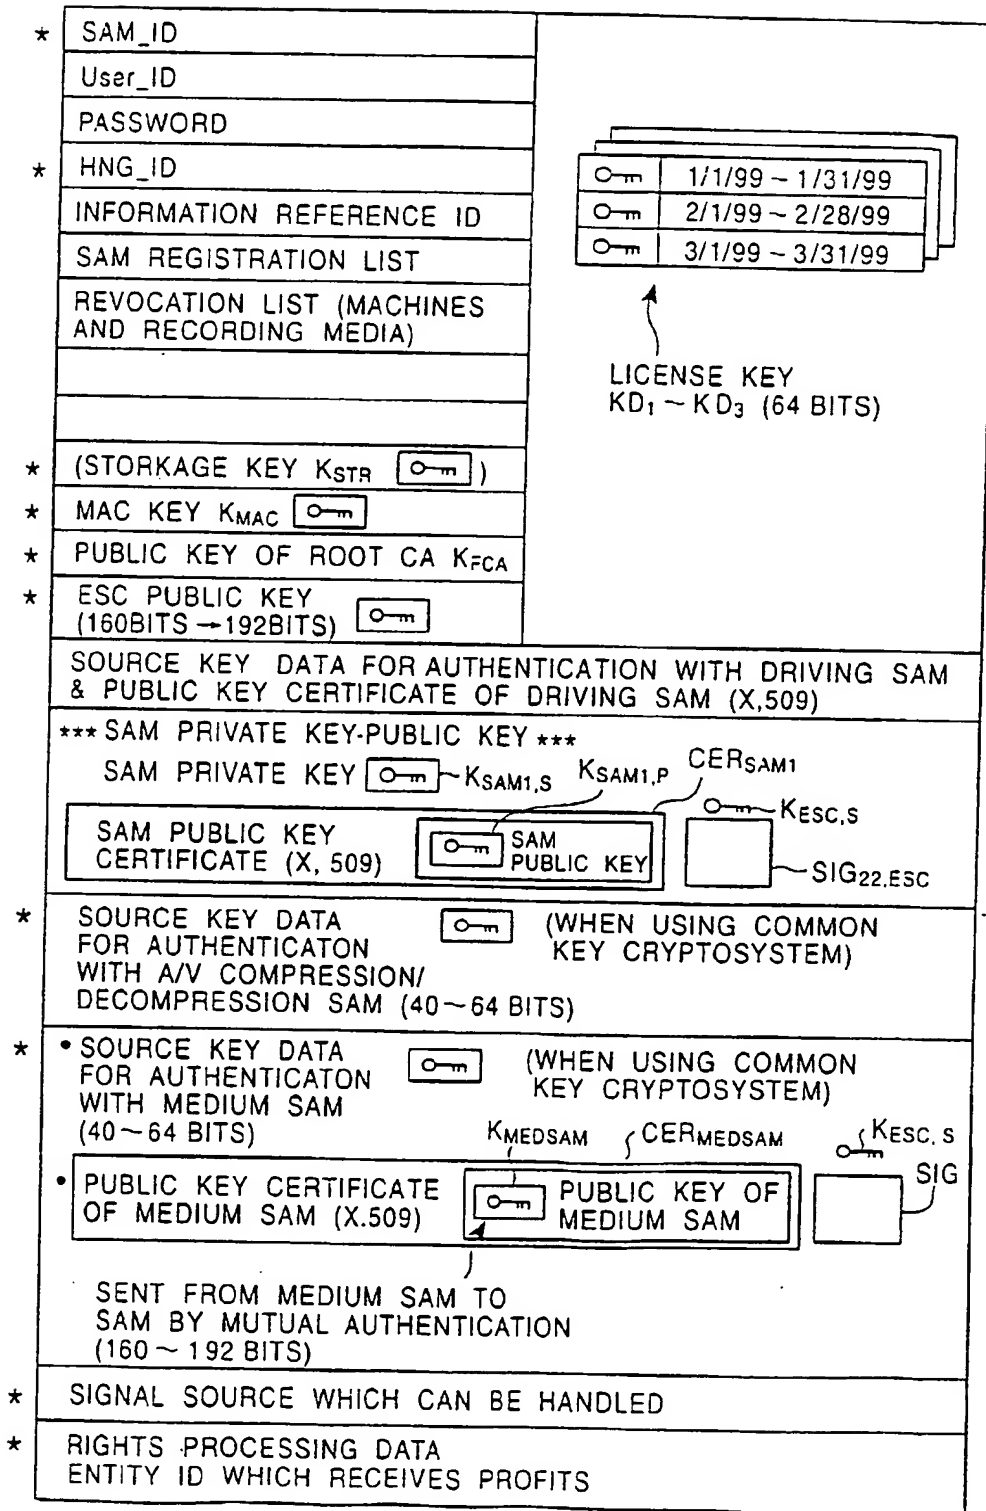 * SAM_ID
User_ID
PASSWORD
* HNG_ID
INFORMATION REFERENCE ID
SAM REGISTRATION LIST
REVOCATION LIST (MACHINES
AND RECORDING MEDIA)
1/1/99 ~ 1/31/99
2/1/99 ~ 2/28/99
3/1/99 ~ 3/31/99
LICENSE KEY
KD1 ~ KD3 (64 BITS)
* (STORKAGE KEY KSTR )
* MAC KEY KMAC
* PUBLIC KEY OF ROOT CA KFCA
* ESC PUBLIC KEY
(160BITS → 192BITS)
SOURCE KEY DATA FOR AUTHENTICATION WITH DRIVING SAM
& PUBLIC KEY CERTIFICATE OF DRIVING SAM (X,509)
*** SAM PRIVATE KEY-PUBLIC KEY ***
SAM PRIVATE KEY KSAM1,S KSAM1,P CERSAM1
KESC,S
SAM PUBLIC KEY
CERTIFICATE (X, 509)
SAM
PUBLIC KEY
SIG22,ESC
* SOURCE KEY DATA
FOR AUTHENTICATON
WITH A/V COMPRESSION/
DECOMPRESSION SAM (40~64 BITS)
(WHEN USING COMMON
KEY CRYPTOSYSTEM)
* • SOURCE KEY DATA
FOR AUTHENTICATON
WITH MEDIUM SAM
(40~64 BITS)
(WHEN USING COMMON
KEY CRYPTOSYSTEM)
KMEDSAM CERMEDSAM KESC, S
SIG
• PUBLIC KEY CERTIFICATE
OF MEDIUM SAM (X.509)
PUBLIC KEY OF
MEDIUM SAM
SENT FROM MEDIUM SAM TO
SAM BY MUTUAL AUTHENTICATION
(160 ~ 192 BITS)
* SIGNAL SOURCE WHICH CAN BE HANDLED
* RIGHTS PROCESSING DATA
ENTITY ID WHICH RECEIVES PROFITS